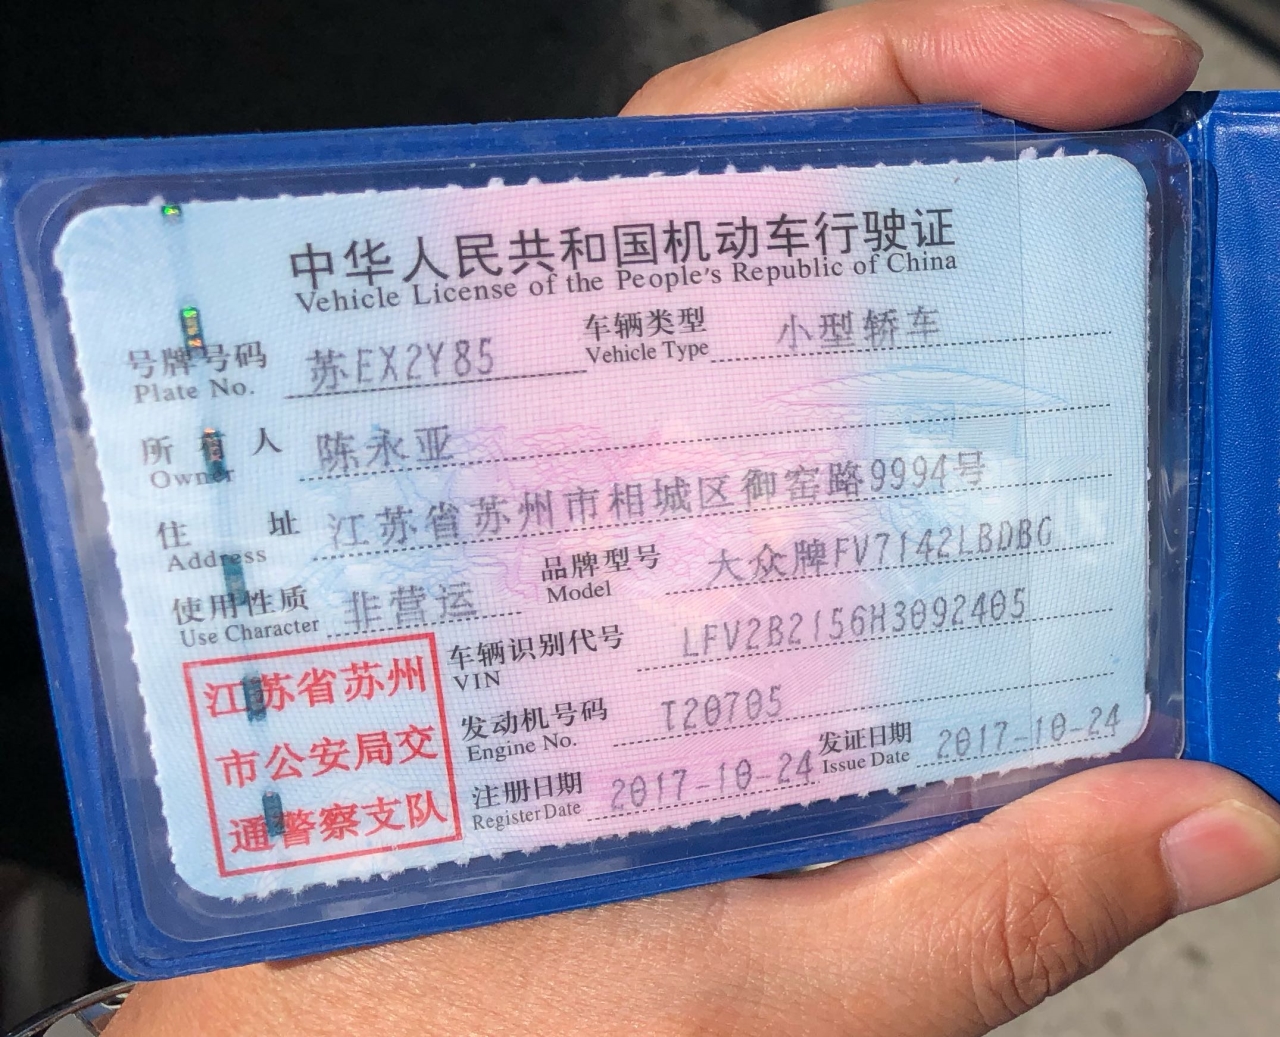 中华人民共和国机动车行驶证
Vehicle License of the People's Republic of China
号牌号码 苏EX2Y85 车辆类型 小型轿车
Plate No. Vehicle Type
所有人 陈永亚
Owner
住址 江苏省苏州市相城区御窑路9994号
Address
使用性质 非营运 品牌型号 大众牌FV7142LBDBG
Use Character Model
车辆识别代号 LFV2B2156H3092405
VIN
发动机号码 T20705
Engine No.
注册日期 2017-10-24 发证日期 2017-10-24
Register Date Issue Date
江苏省苏州
市公安局交
通警察支队